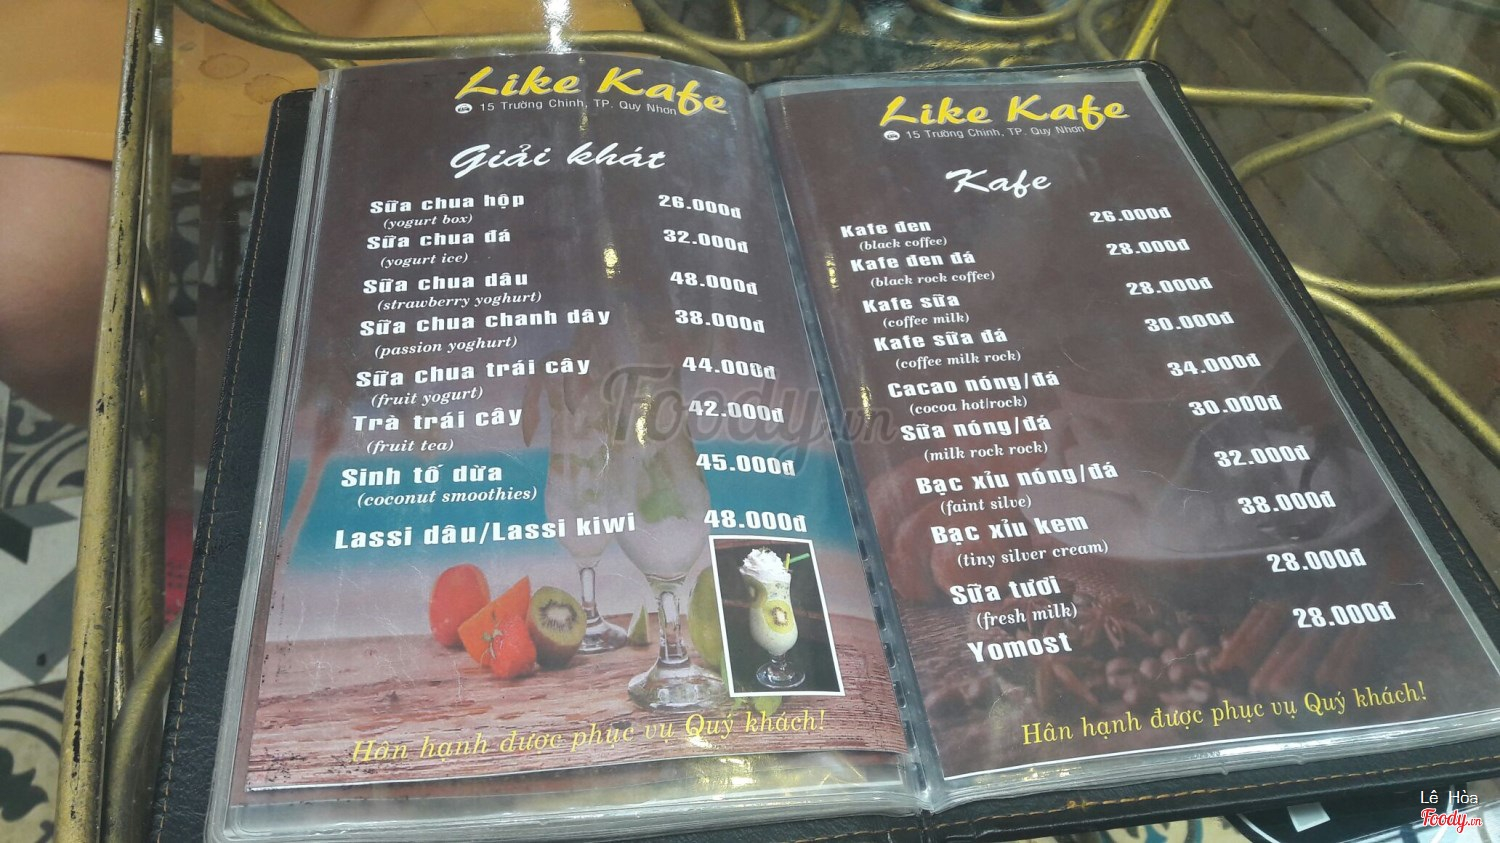 Like Kafe
15 Trường Chinh, TP. Quy Nhơn
Giải khát
Sữa chua hộp 26.000đ
(yogurt box)
Sữa chua đá 32.000đ
(yogurt ice)
Sữa chua dâu 48.000đ
(strawberry yoghurt)
Sữa chua chanh dây 38.000đ
(passion yoghurt)
Sữa chua trái cây 44.000đ
(fruit yogurt)
Trà trái cây 42.000đ
(fruit tea)
Sinh tố dừa 45.000đ
(coconut smoothies)
Lassi dâu/Lassi kiwi 48.000đ
Hân hạnh được phục vụ Quý khách!
Like Kafe
15 Trường Chinh, TP. Quy Nhơn
Kafe
Kafe đen 26.000đ
(black coffee)
Kafe đen đá 28.000đ
(black rock coffee)
Kafe sữa 28.000đ
(coffee milk)
Kafe sữa đá 30.000đ
(coffee milk rock)
Cacao nóng/đá 34.000đ
(cocoa hot/rock)
Sữa nóng/đá 30.000đ
(milk rock rock)
Bạc xỉu nóng/đá 32.000đ
(faint silve)
Bạc xỉu kem 38.000đ
(tiny silver cream)
Sữa tươi 28.000đ
(fresh milk)
Yomost 28.000đ
Hân hạnh được phục vụ Quý khách!
Foody.vn
Lê Hòa
Foody.vn